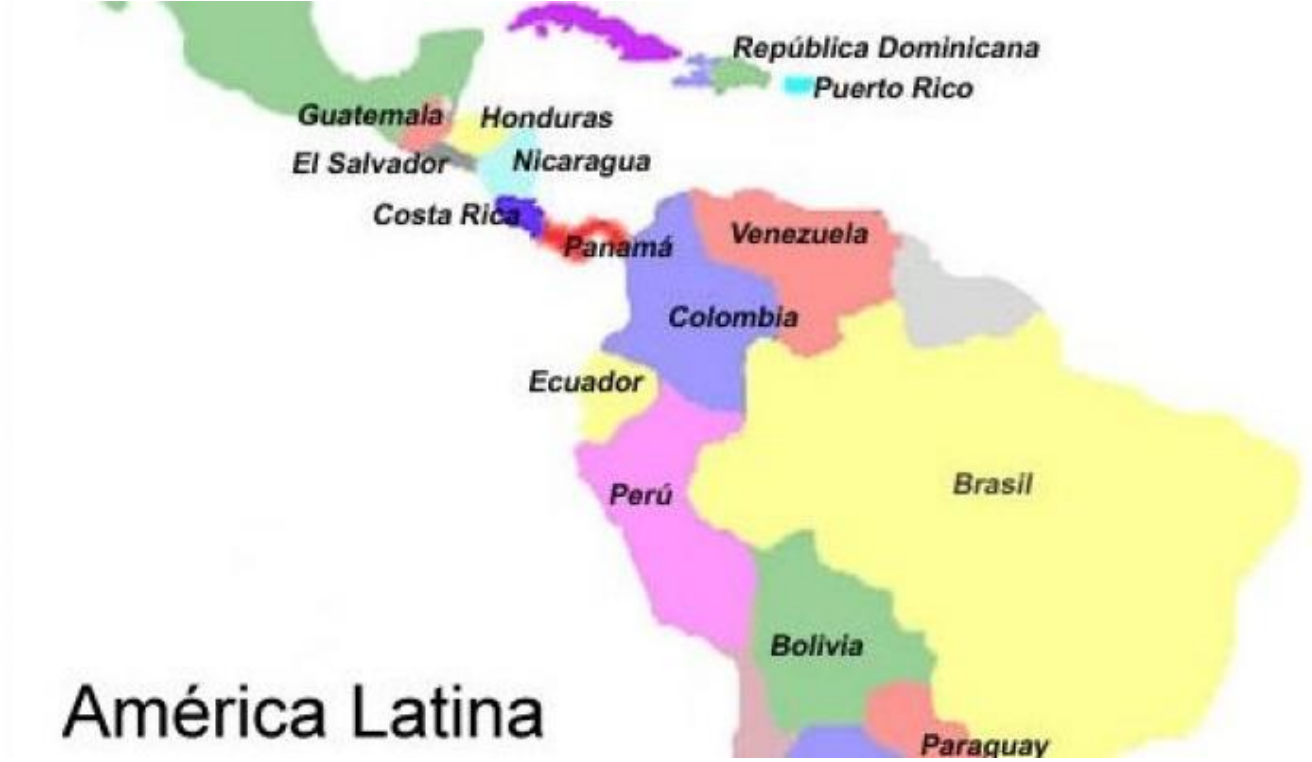 República Dominicana
Puerto Rico
Guatemala
Honduras
El Salvador
Nicaragua
Costa Rica
Panamá
Venezuela
Colombia
Ecuador
Perú
Brasil
Bolivia
América Latina
Paraguay